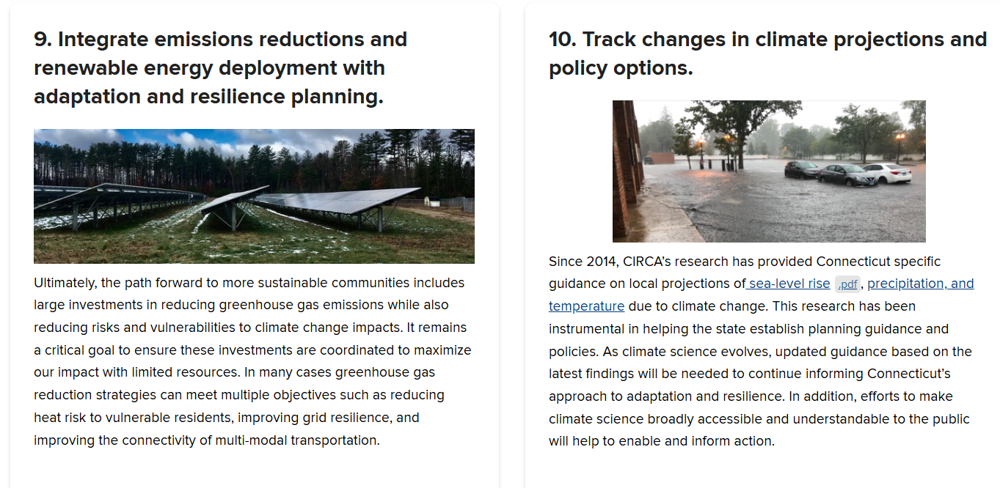 9. Integrate emissions reductions and
renewable energy deployment with
adaptation and resilience planning.
Ultimately, the path forward to more sustainable communities includes
large investments in reducing greenhouse gas emissions while also
reducing risks and vulnerabilities to climate change impacts. It remains
a critical goal to ensure these investments are coordinated to maximize
our impact with limited resources. In many cases greenhouse gas
reduction strategies can meet multiple objectives such as reducing
heat risk to vulnerable residents, improving grid resilience, and
improving the connectivity of multi-modal transportation.
10. Track changes in climate projections and
policy options.
Since 2014, CIRCA’s research has provided Connecticut specific
guidance on local projections of sea-level rise .pdf, precipitation, and
temperature due to climate change. This research has been
instrumental in helping the state establish planning guidance and
policies. As climate science evolves, updated guidance based on the
latest findings will be needed to continue informing Connecticut’s
approach to adaptation and resilience. In addition, efforts to make
climate science broadly accessible and understandable to the public
will help to enable and inform action.